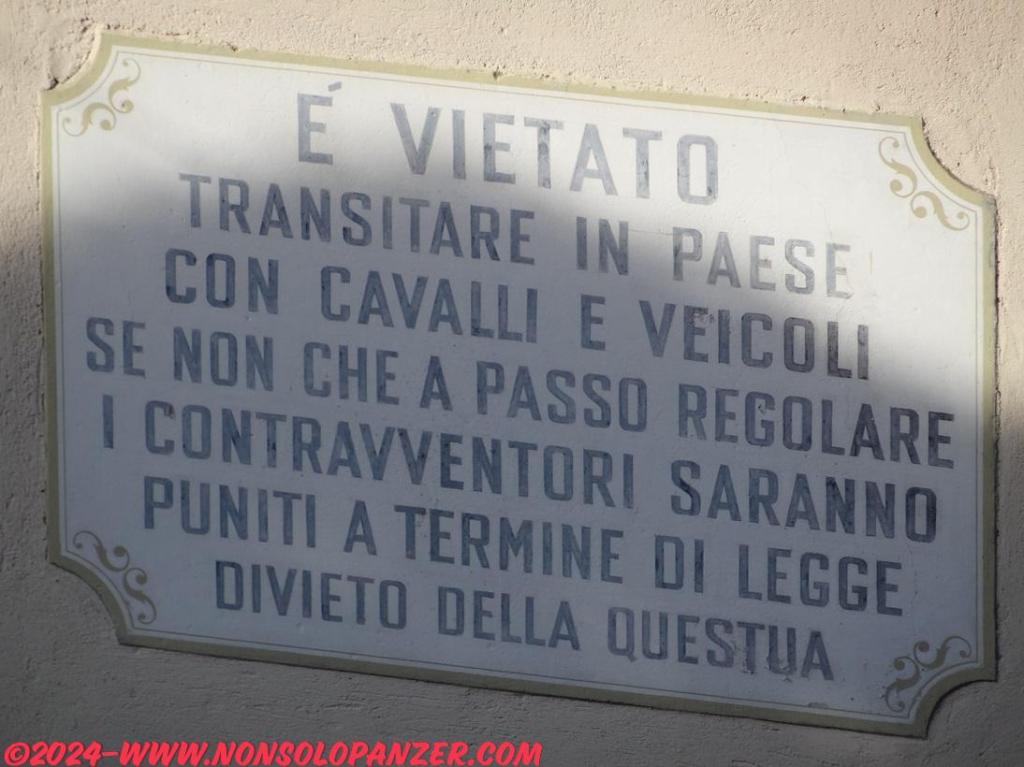 É VIETATO
TRANSITARE IN PAESE
CON CAVALLI E VEICOLI
SE NON CHE A PASSO REGOLARE
I CONTRAVVENTORI SARANNO
PUNITI A TERMINE DI LEGGE
DIVIETO DELLA QUESTUA
©2024-WWW.NONSOLOPANZER.COM